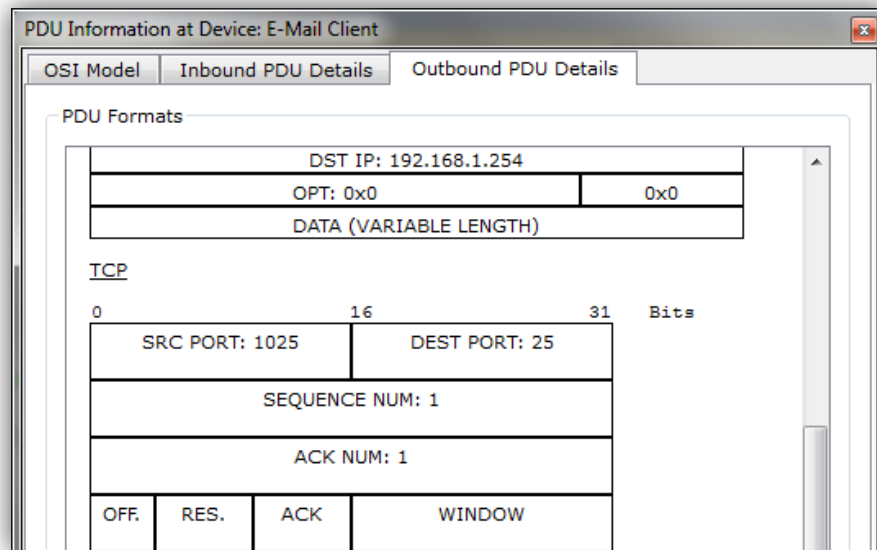 PDU Information at Device: E-Mail Client
x
OSI Model Inbound PDU Details Outbound PDU Details
PDU Formats
DST IP: 192.168.1.254
OPT: 0x0 0x0
DATA (VARIABLE LENGTH)
TCP
0 16 31 Bits
SRC PORT: 1025 DEST PORT: 25
SEQUENCE NUM: 1
ACK NUM: 1
OFF. RES. ACK WINDOW